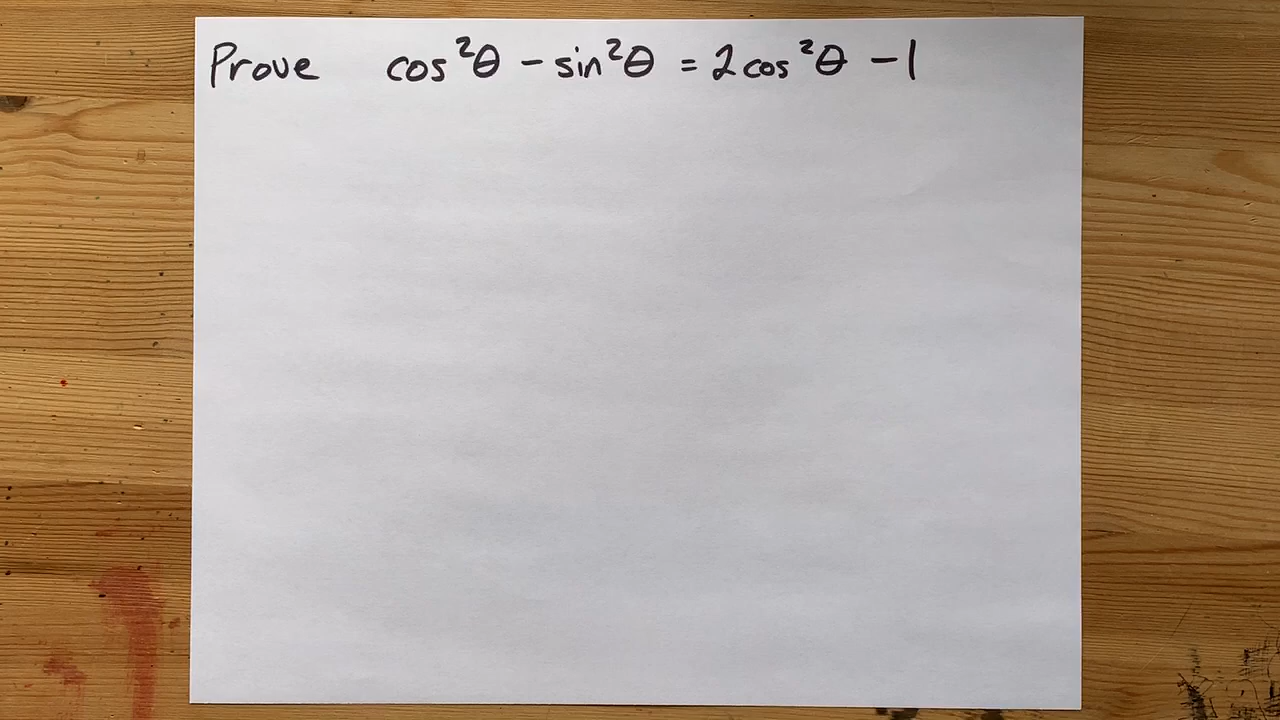 Prove cos²θ - sin²θ = 2cos²θ - 1